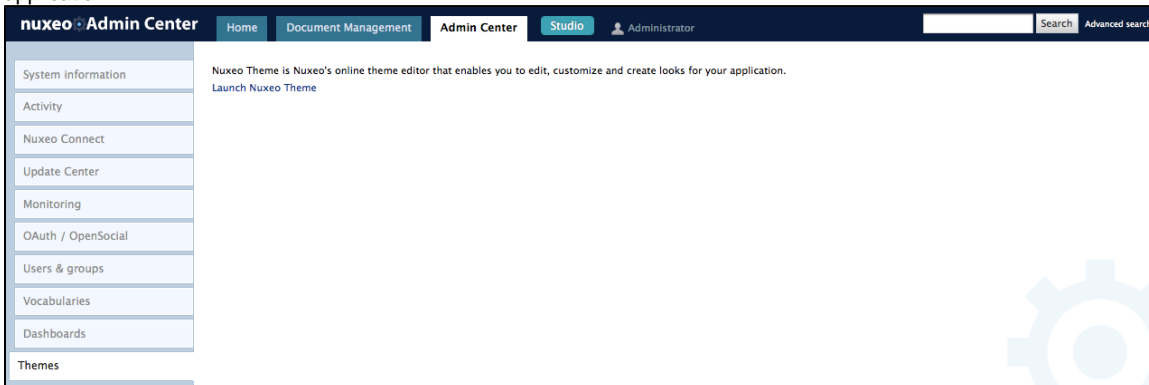 nuxeo Admin Center
Home Document Management Admin Center Studio Administrator Search Advanced search
System information
Nuxeo Theme is Nuxeo's online theme editor that enables you to edit, customize and create looks for your application.
Launch Nuxeo Theme
Activity
Nuxeo Connect
Update Center
Monitoring
OAuth / OpenSocial
Users & groups
Vocabularies
Dashboards
Themes